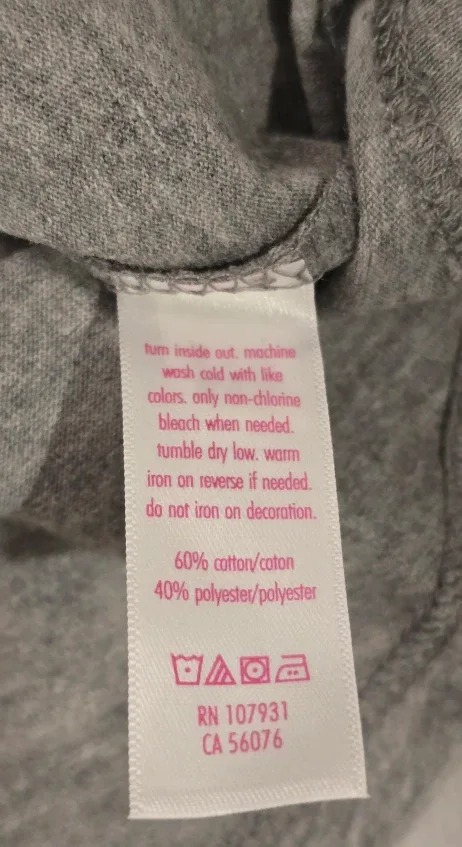 turn inside out. machine
wash cold with like
colors. only non-chlorine
bleach when needed.
tumble dry low. warm
iron on reverse if needed.
do not iron on decoration.
60% cotton/coton
40% polyester/polyester
RN 107931
CA 56076